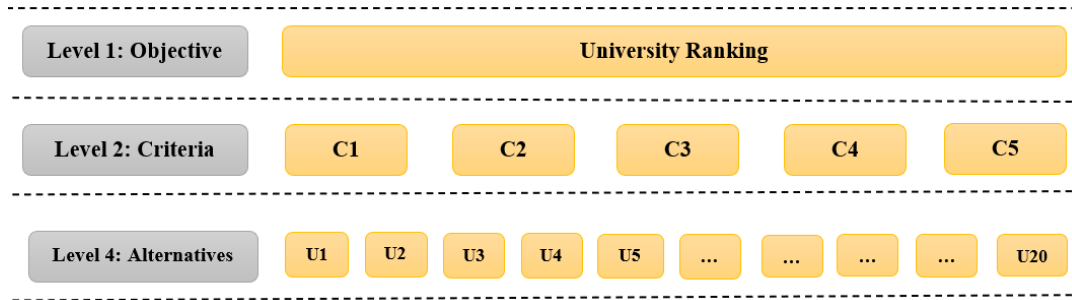 Level 1: Objective University Ranking
Level 2: Criteria C1 C2 C3 C4 C5
Level 4: Alternatives U1 U2 U3 U4 U5 ... ... ... ... U20